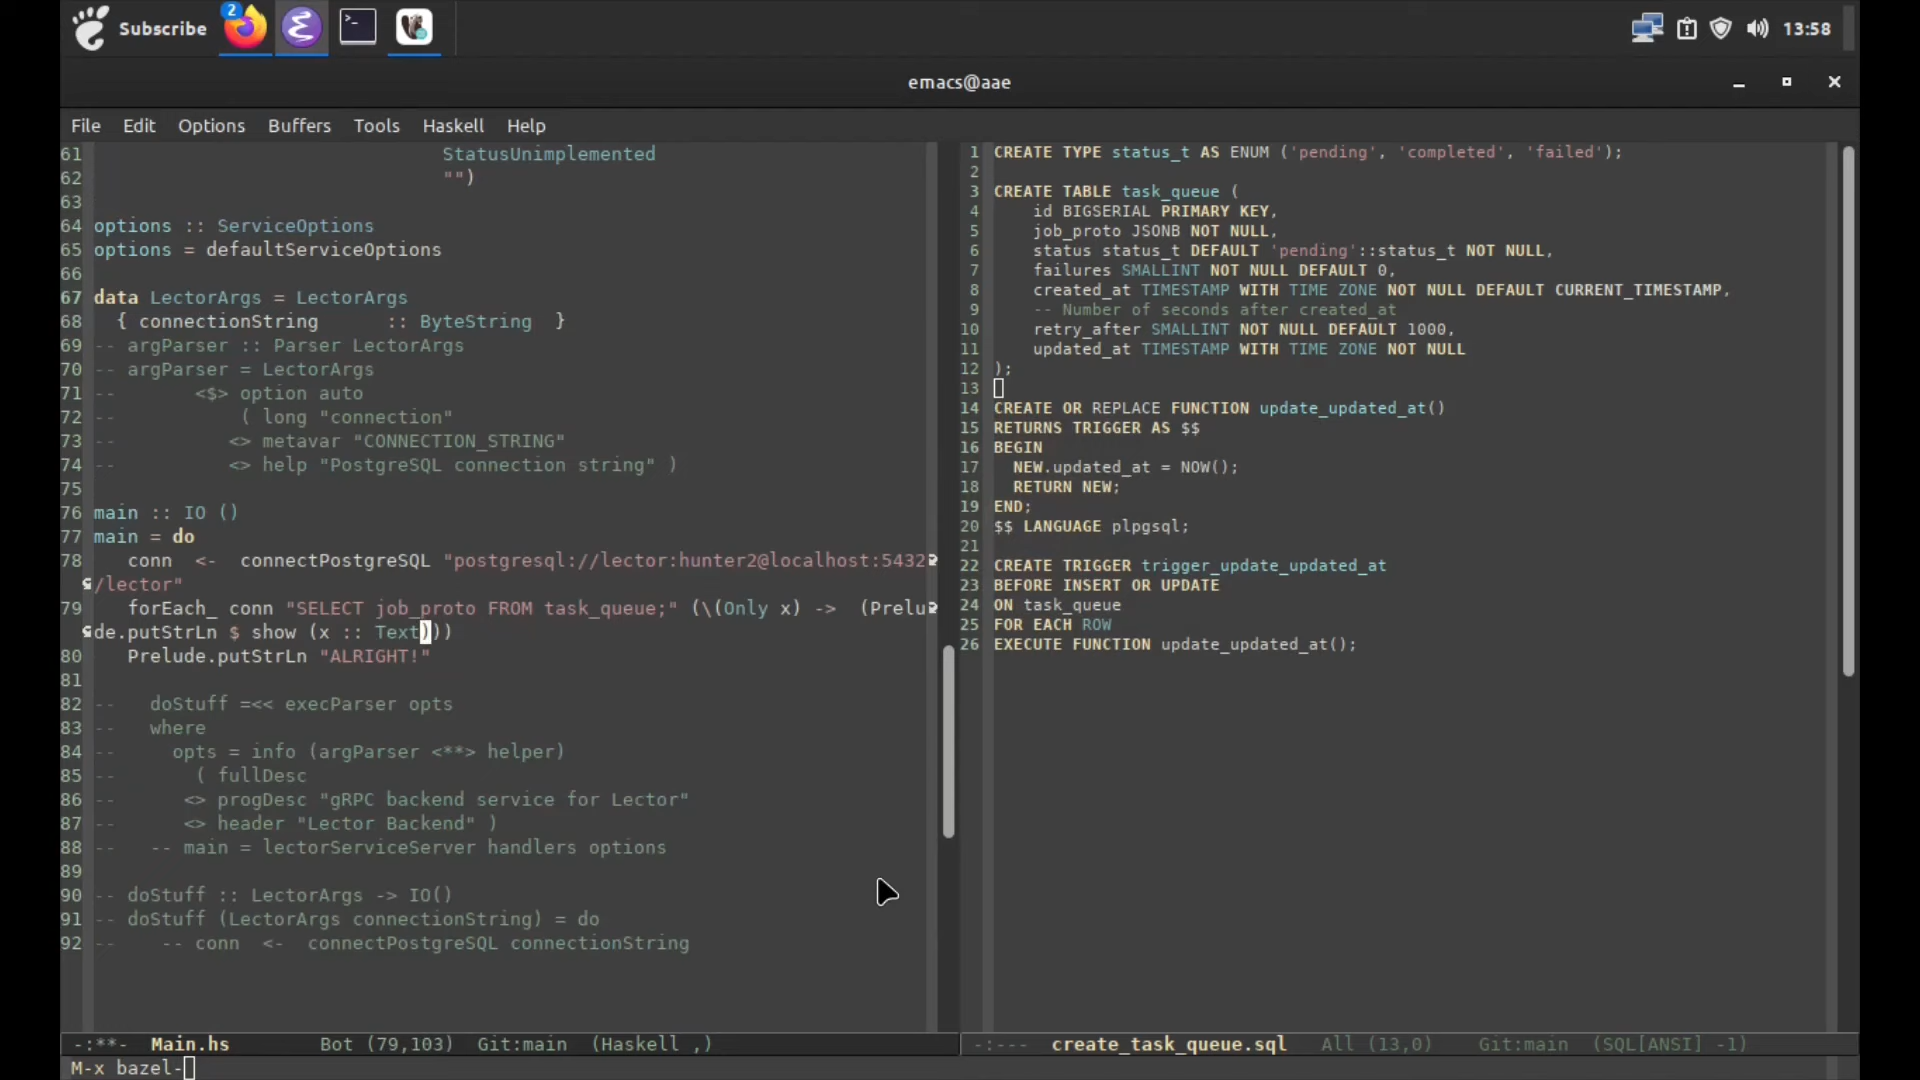 2
Subscribe
13:58
emacs@aae
File Edit Options Buffers Tools Haskell Help
61                                StatusUnimplemented
62                                "")
63
64 options :: ServiceOptions
65 options = defaultServiceOptions
66
67 data LectorArgs = LectorArgs
68   { connectionString      :: ByteString  }
69 -- argParser :: Parser LectorArgs
70 -- argParser = LectorArgs
71 --       <$> option auto
72 --           ( long "connection"
73 --          <> metavar "CONNECTION_STRING"
74 --          <> help "PostgreSQL connection string" )
75
76 main :: IO ()
77 main = do
78    conn  <-  connectPostgreSQL "postgresql://lector:hunter2@localhost:5432
/lector"
79    forEach_ conn "SELECT job_proto FROM task_queue;" (\(Only x) ->  (Prelu
de.putStrLn $ show (x :: Text)))
80    Prelude.putStrLn "ALRIGHT!"
81
82 --   doStuff =<< execParser opts
83 --   where
84 --     opts = info (argParser <**> helper)
85 --       ( fullDesc
86 --      <> progDesc "gRPC backend service for Lector"
87 --      <> header "Lector Backend" )
88 --   -- main = lectorServiceServer handlers options
89
90 -- doStuff :: LectorArgs -> IO()
91 -- doStuff (LectorArgs connectionString) = do
92 --    -- conn  <-  connectPostgreSQL connectionString
-:**-  Main.hs        Bot (79,103)  Git:main  (Haskell ,)
1 CREATE TYPE status_t AS ENUM ('pending', 'completed', 'failed');
2
3 CREATE TABLE task_queue (
4     id BIGSERIAL PRIMARY KEY,
5     job_proto JSONB NOT NULL,
6     status status_t DEFAULT 'pending'::status_t NOT NULL,
7     failures SMALLINT NOT NULL DEFAULT 0,
8     created_at TIMESTAMP WITH TIME ZONE NOT NULL DEFAULT CURRENT_TIMESTAMP,
9     -- Number of seconds after created_at
10     retry_after SMALLINT NOT NULL DEFAULT 1000,
11     updated_at TIMESTAMP WITH TIME ZONE NOT NULL
12 );
13
14 CREATE OR REPLACE FUNCTION update_updated_at()
15 RETURNS TRIGGER AS $$
16 BEGIN
17   NEW.updated_at = NOW();
18   RETURN NEW;
19 END;
20 $$ LANGUAGE plpgsql;
21
22 CREATE TRIGGER trigger_update_updated_at
23 BEFORE INSERT OR UPDATE
24 ON task_queue
25 FOR EACH ROW
26 EXECUTE FUNCTION update_updated_at();
-:---  create_task_queue.sql   All (13,0)    Git:main  (SQL[ANSI] -1)
M-x bazel-